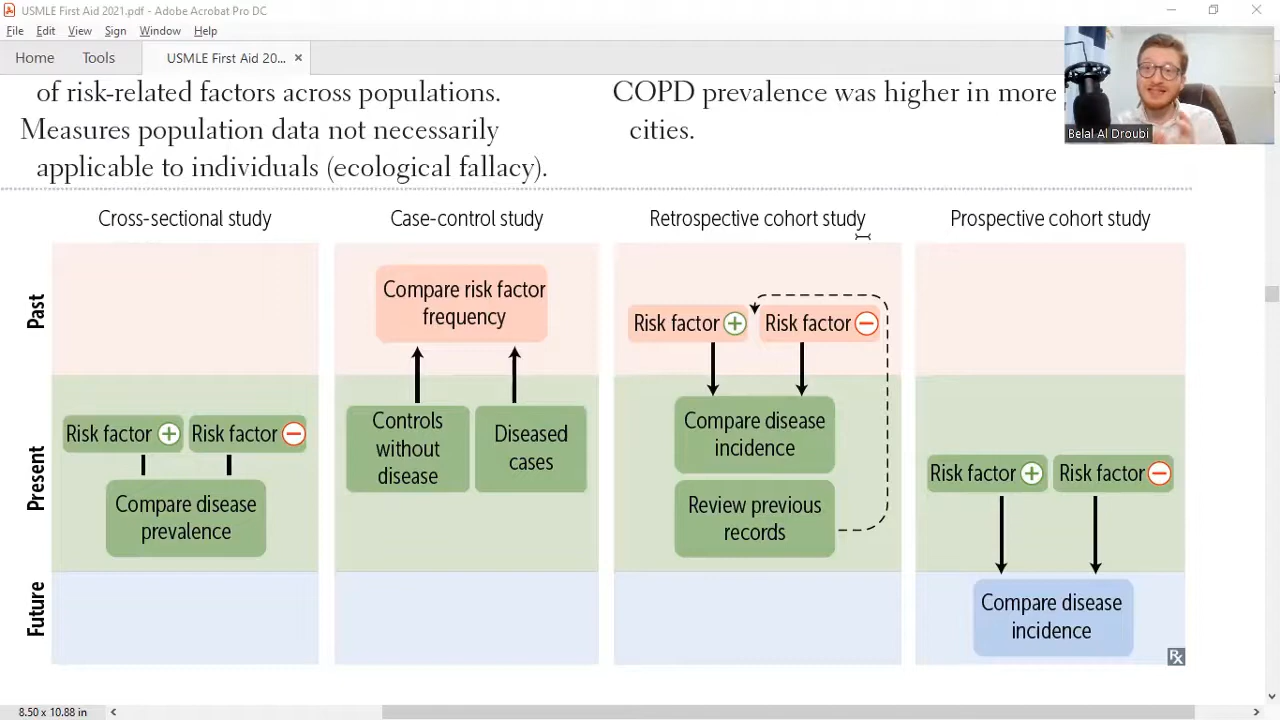 USMLE First Aid 2021.pdf - Adobe Acrobat Pro DC
File Edit View Sign Window Help
Home Tools USMLE First Aid 20... ×
of risk-related factors across populations.
Measures population data not necessarily
applicable to individuals (ecological fallacy).
COPD prevalence was higher in more
cities.
Belal Al Droubi
Cross-sectional study
Case-control study
Retrospective cohort study
Prospective cohort study
Past
Present
Future
Risk factor +
Risk factor −
Compare disease
prevalence
Compare risk factor
frequency
Controls
without
disease
Diseased
cases
Risk factor +
Risk factor −
Compare disease
incidence
Review previous
records
Risk factor +
Risk factor −
Compare disease
incidence
Rx
8.50 x 10.88 in